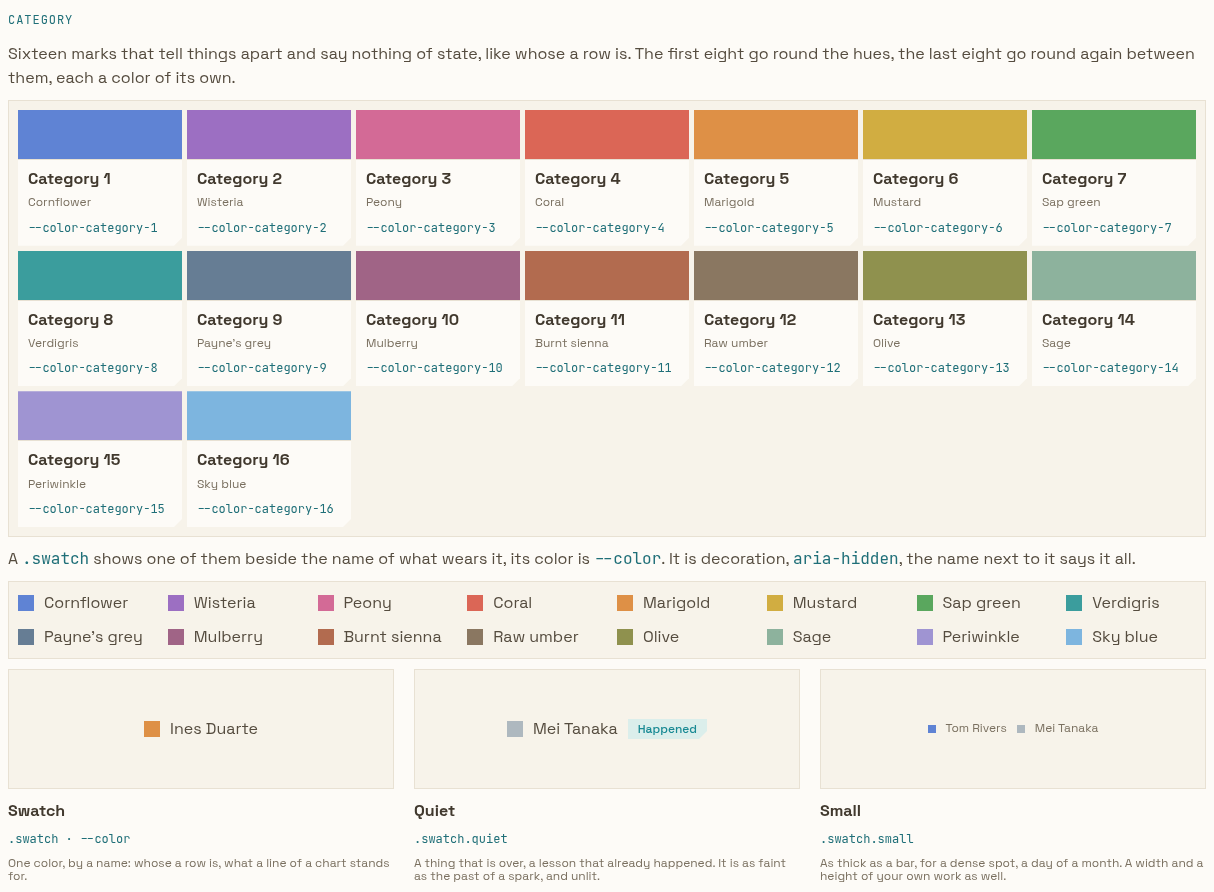 CATEGORY
Sixteen marks that tell things apart and say nothing of state, like whose a row is. The first eight go round the hues, the last eight go round again between
them, each a color of its own.
Category 1 Category 2 Category 3 Category 4 Category 5 Category 6 Category 7
Cornflower Wisteria Peony Coral Marigold Mustard Sap green
--color-category-1 --color-category-2 --color-category-3 --color-category-4 --color-category-5 --color-category-6 --color-category-7
Category 8 Category 9 Category 10 Category 11 Category 12 Category 13 Category 14
Verdigris Payne's grey Mulberry Burnt sienna Raw umber Olive Sage
--color-category-8 --color-category-9 --color-category-10 --color-category-11 --color-category-12 --color-category-13 --color-category-14
Category 15 Category 16
Periwinkle Sky blue
--color-category-15 --color-category-16
A .swatch shows one of them beside the name of what wears it, its color is --color. It is decoration, aria-hidden, the name next to it says it all.
Cornflower Wisteria Peony Coral Marigold Mustard Sap green Verdigris
Payne's grey Mulberry Burnt sienna Raw umber Olive Sage Periwinkle Sky blue
Ines Duarte Mei Tanaka Happened Tom Rivers Mei Tanaka
Swatch Quiet Small
.swatch · --color .swatch.quiet .swatch.small
One color, by a name: whose a row is, what a line of a chart stands
for.
A thing that is over, a lesson that already happened. It is as faint
as the past of a spark, and unlit.
As thick as a bar, for a dense spot, a day of a month. A width and a
height of your own work as well.